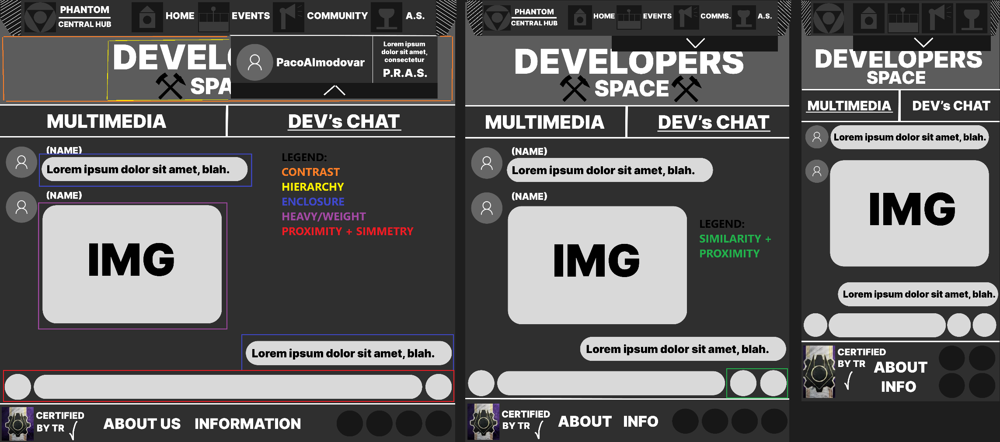 PHANTOM
CENTRAL HUB
HOME
EVENTS
COMMUNITY
A.S.
DEVELO
SPA
PacoAlmodovar
Lorem ipsum
dolor sit amet,
consectetur
P.R.A.S.
MULTIMEDIA
DEV's CHAT
(NAME)
Lorem ipsum dolor sit amet, blah.
(NAME)
IMG
LEGEND:
CONTRAST
HIERARCHY
ENCLOSURE
HEAVY/WEIGHT
PROXIMITY + SIMMETRY
Lorem ipsum dolor sit amet, blah.
CERTIFIED
BY TR
ABOUT US
INFORMATION
PHANTOM
CENTRAL HUB
HOME
EVENTS
COMMS.
A.S.
DEVELOPERS
SPACE
MULTIMEDIA
DEV's CHAT
(NAME)
Lorem ipsum dolor sit amet, blah.
(NAME)
IMG
LEGEND:
SIMILARITY +
PROXIMITY
Lorem ipsum dolor sit amet, blah.
CERTIFIED
BY TR
ABOUT
INFO
DEVELOPERS
SPACE
MULTIMEDIA
DEV's CHAT
Lorem ipsum dolor sit amet, blah.
IMG
Lorem ipsum dolor sit amet, blah.
CERTIFIED
BY TR
ABOUT
INFO